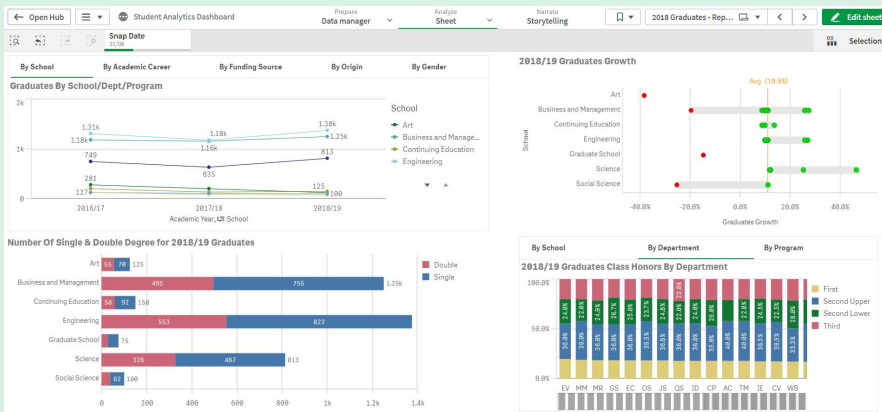 Open Hub
Student Analytics Dashboard
Prepare
Data manager
Analyze
Sheet
Narrate
Storytelling
2018 Graduates - Rep...
Edit sheet
Snap Date
31/08
Selection
By School By Academic Career By Funding Source By Origin By Gender
Graduates By School/Dept/Program
2k
1k
0
1.31k 1.18k 1.38k
1.18k 1.16k 1.25k
749 635 813
281 125
127 100
2016/17 2017/18 2018/19
Academic Year, School
School
Art
Business and Manage...
Continuing Education
Engineering
2018/19 Graduates Growth
Avg (10.9%)
School
Art
Business and Management
Continuing Education
Engineering
Graduate School
Science
Social Science
-40.0% -20.0% 0.0% 20.0% 40.0%
Graduates Growth
Number Of Single & Double Degree for 2018/19 Graduates
Double
Single
Art 55 70 125
Business and Management 495 755 1.25k
Continuing Education 58 92 150
Engineering 553 822
Graduate School 75
Science 326 487 813
Social Science 62 100
0 200 400 600 800 1k 1.2k 1.4k
By School By Department By Program
2018/19 Graduates Class Honors By Department
100.0%
50.0%
0.0%
First
Second Upper
Second Lower
Third
EV MM MR GS EC OS JS QS ID CP AC TM IE CV WB